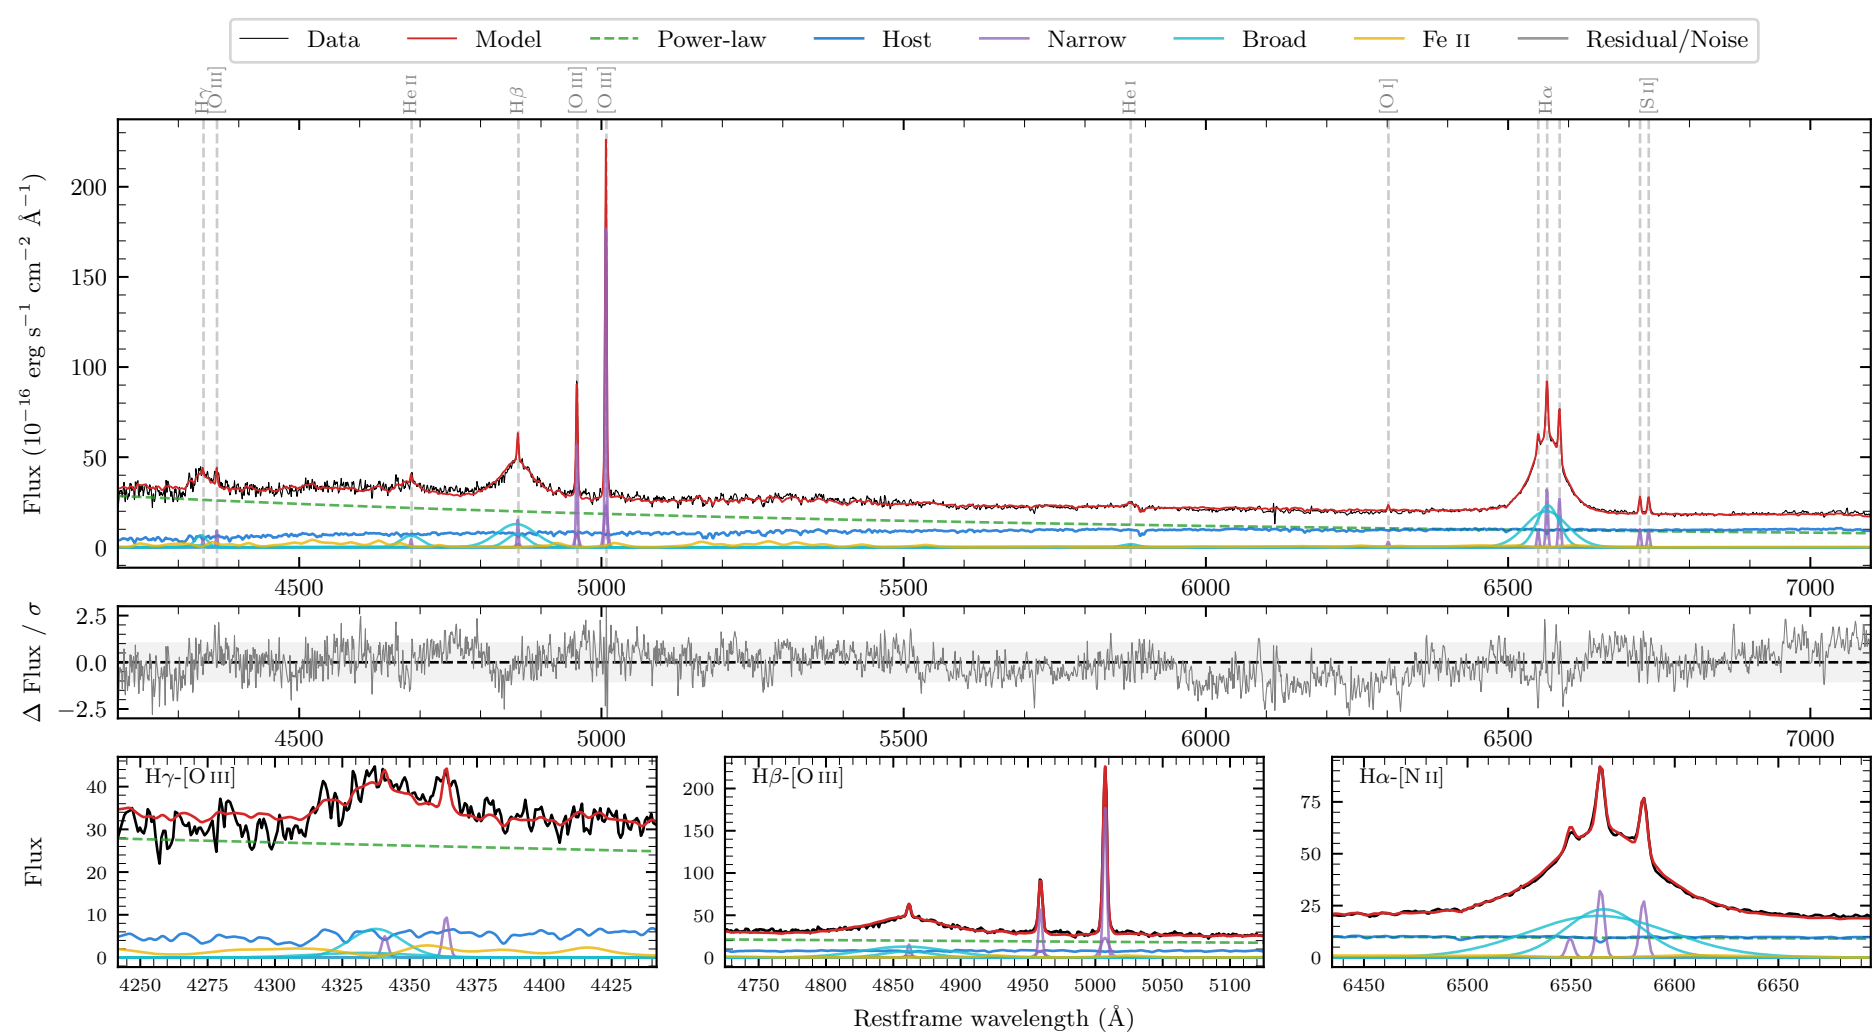 Data Model Power-law Host Narrow Broad Fe II Residual/Noise
Hγ [O III] He II Hβ [O III] [O III] He I [O I] Hα [S II]
Flux (10−16 erg s−1 cm−2 Å−1)
200
150
100
50
0
4500 5000 5500 6000 6500 7000
Δ Flux / σ
2.5
0.0
−2.5
4500 5000 5500 6000 6500 7000
Flux
Hγ-[O III]
40
30
20
10
0
4250 4275 4300 4325 4350 4375 4400 4425
Hβ-[O III]
200
150
100
50
0
4750 4800 4850 4900 4950 5000 5050 5100
Hα-[N II]
75
50
25
0
6450 6500 6550 6600 6650
Restframe wavelength (Å)